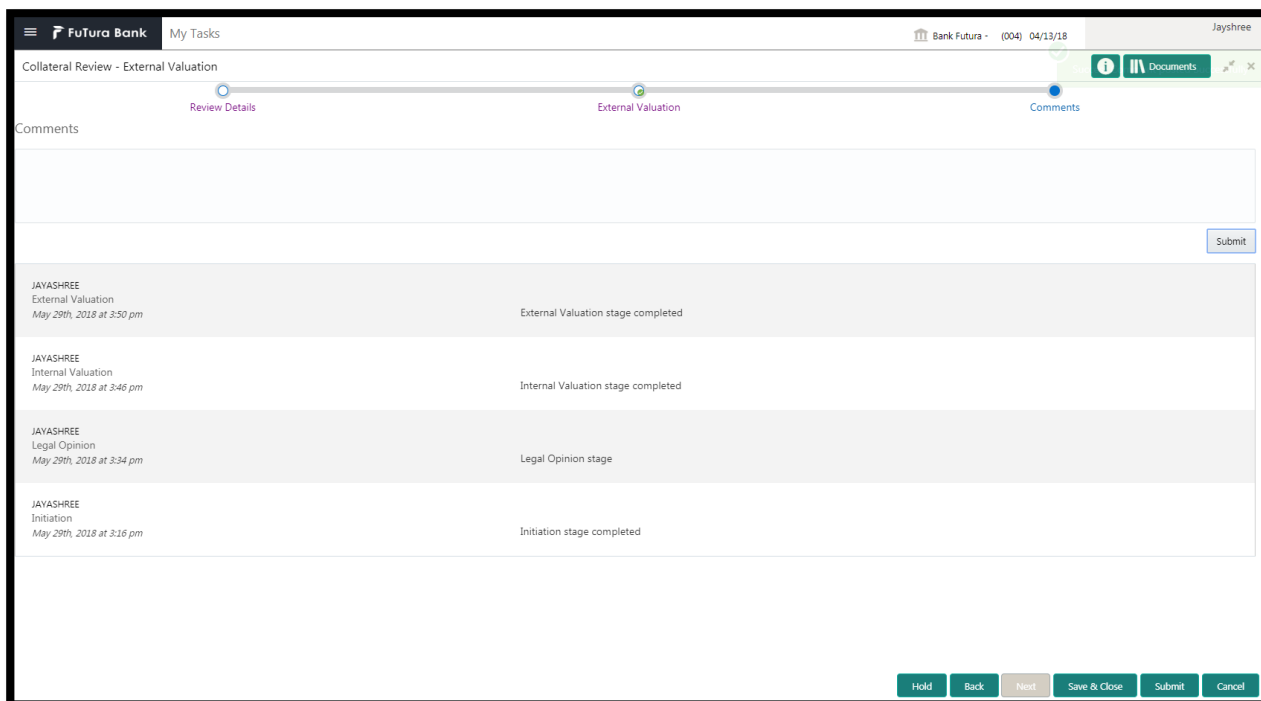 FuTura Bank
My Tasks
Bank Futura - (004) 04/13/18
Jayshree
Collateral Review - External Valuation
Documents
Review Details
External Valuation
Comments
Comments
Submit
JAYASHREE
External Valuation
May 29th, 2018 at 3:50 pm
External Valuation stage completed
JAYASHREE
Internal Valuation
May 29th, 2018 at 3:46 pm
Internal Valuation stage completed
JAYASHREE
Legal Opinion
May 29th, 2018 at 3:34 pm
Legal Opinion stage
JAYASHREE
Initiation
May 29th, 2018 at 3:16 pm
Initiation stage completed
Hold
Back
Next
Save & Close
Submit
Cancel